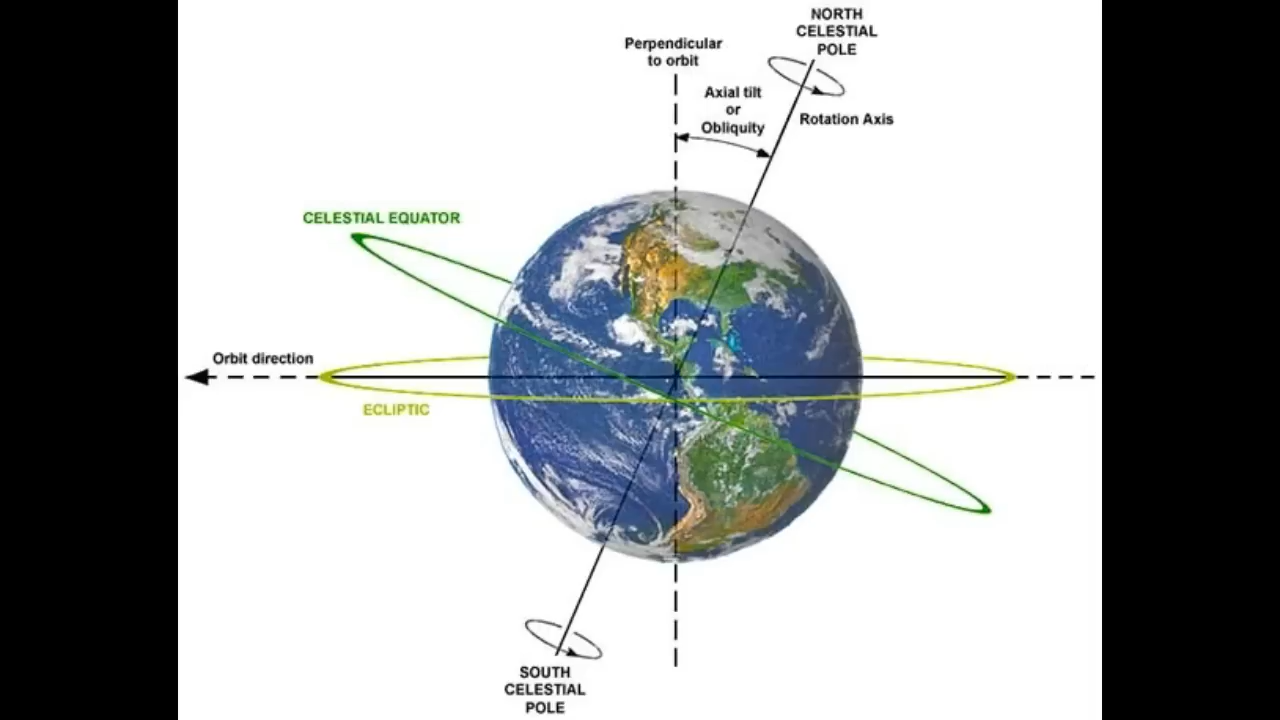 NORTH
CELESTIAL
POLE
Perpendicular
to orbit
Axial tilt
or
Obliquity
Rotation Axis
CELESTIAL EQUATOR
Orbit direction
ECLIPTIC
SOUTH
CELESTIAL
POLE